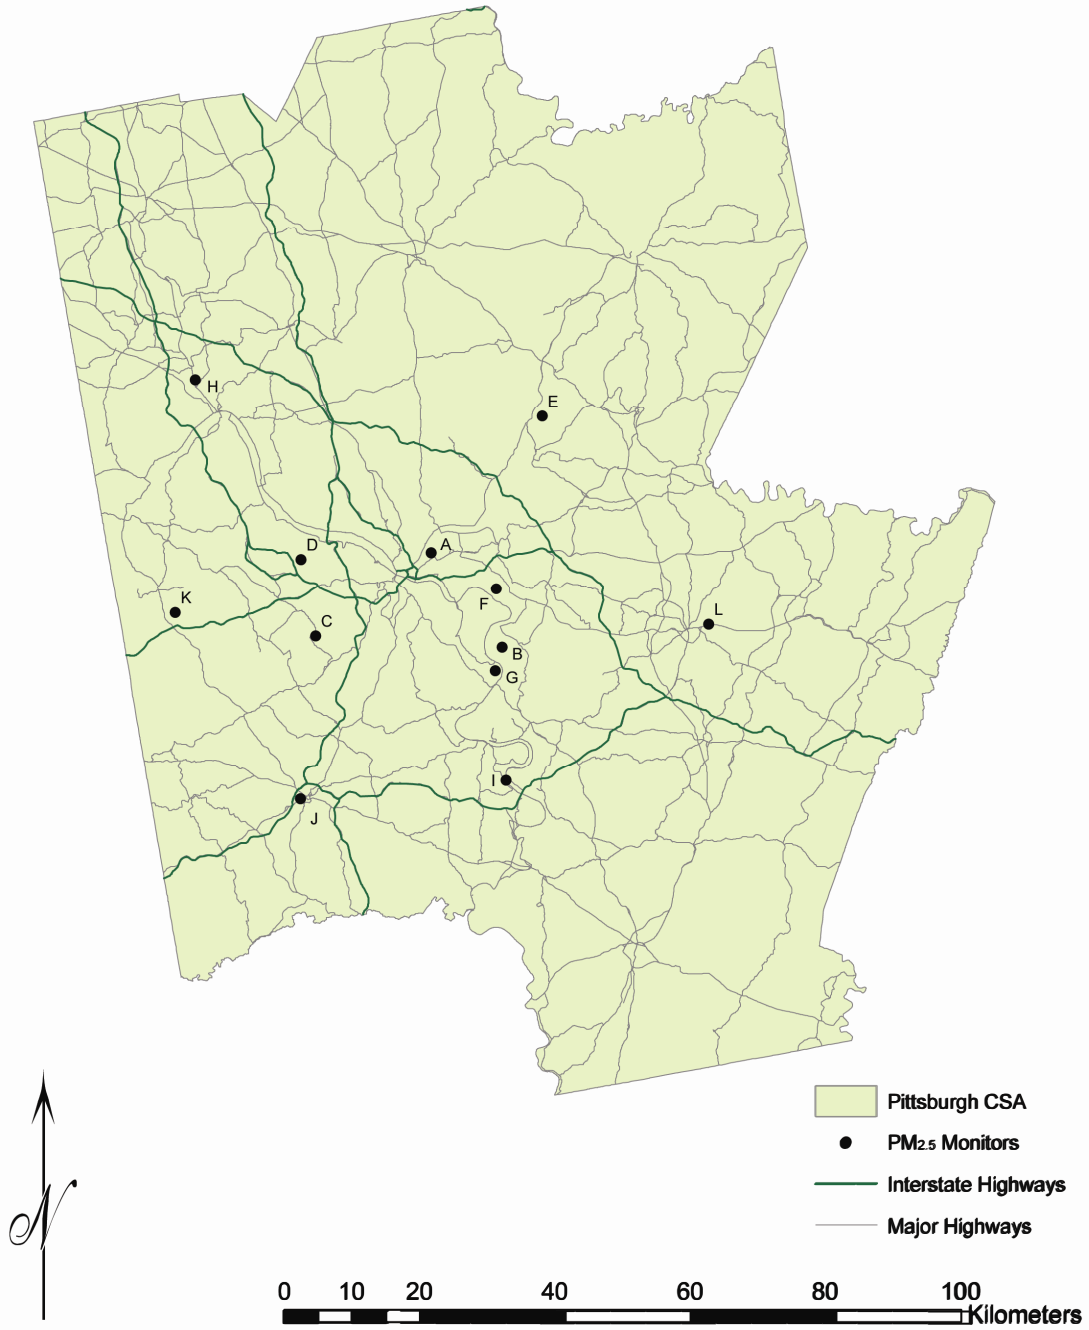 H
E
A
D
F
K
C
L
B
G
I
J
Pittsburgh CSA
PM2.5 Monitors
Interstate Highways
Major Highways
N
0 10 20 40 60 80 100
Kilometers